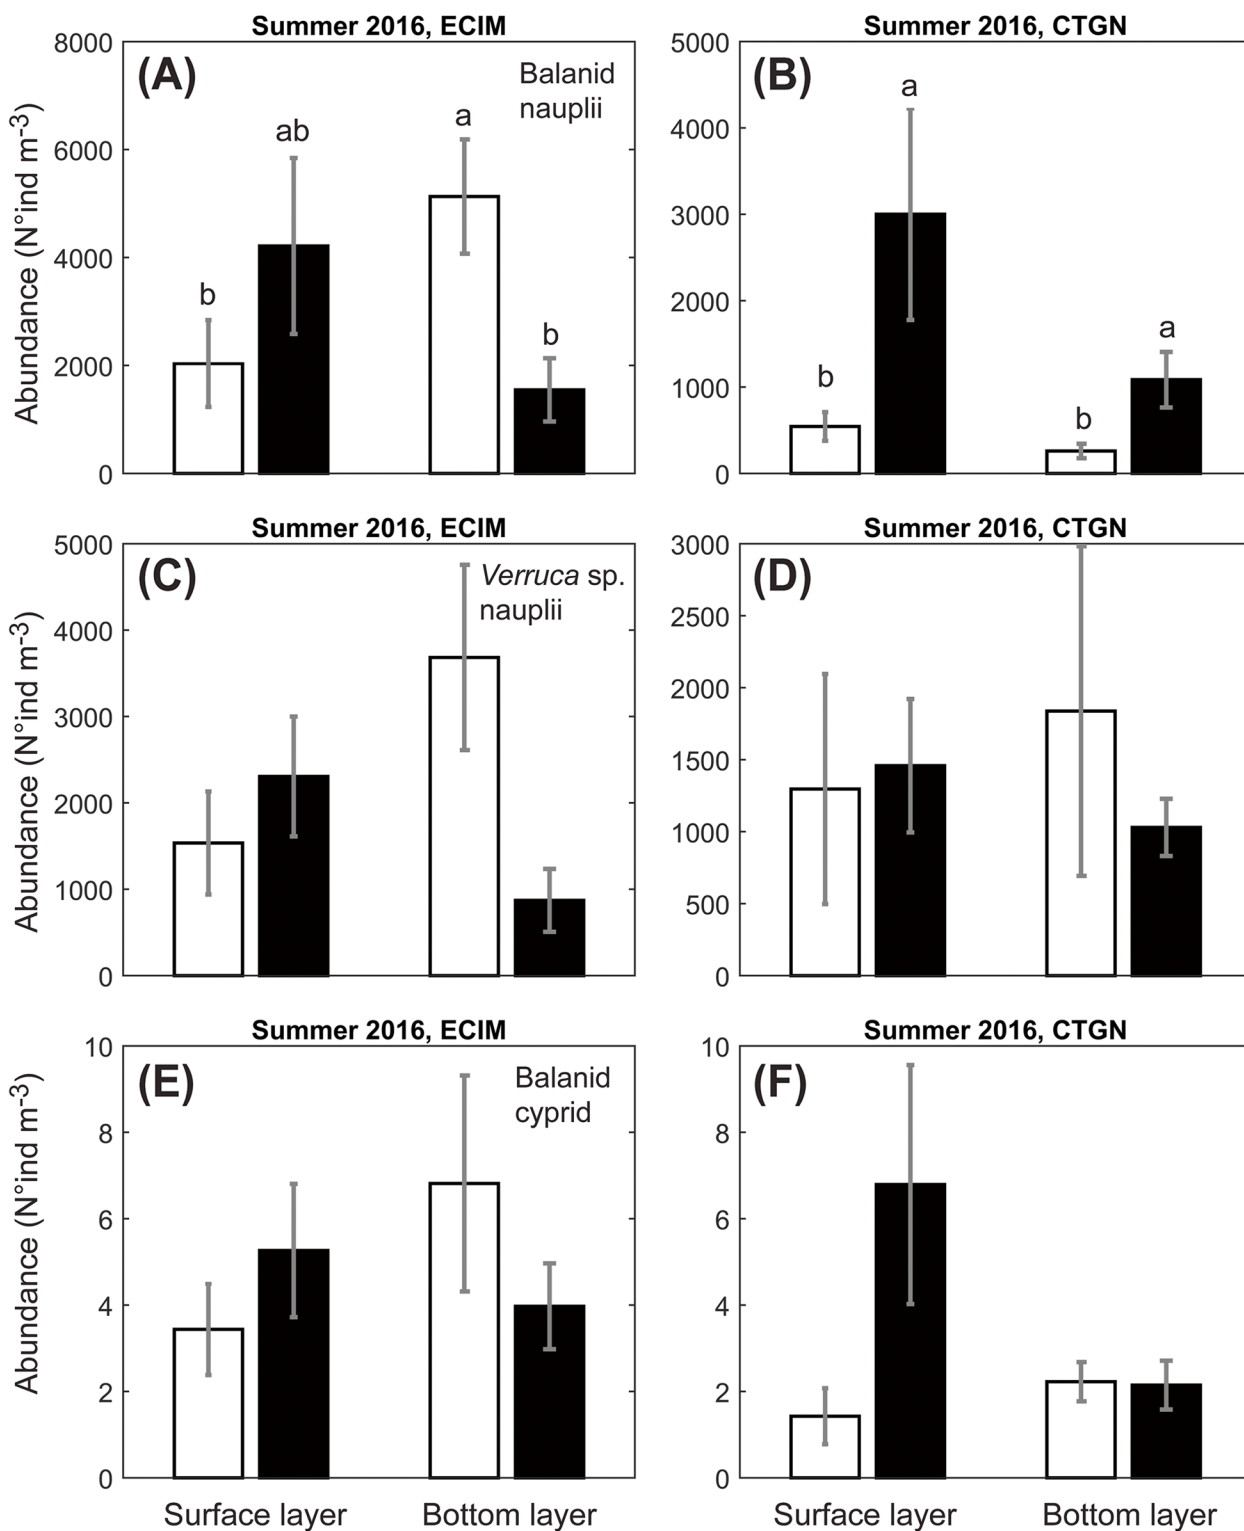 Summer 2016, ECIM
Summer 2016, CTGN
(A)
Balanid
nauplii
8000
6000
4000
2000
0
Abundance (N°ind m-3)
b
ab
a
b
(B)
5000
4000
3000
2000
1000
0
b
a
b
a
Summer 2016, ECIM
Summer 2016, CTGN
(C)
Verruca sp.
nauplii
5000
4000
3000
2000
1000
0
Abundance (N°ind m-3)
(D)
3000
2500
2000
1500
1000
500
0
Summer 2016, ECIM
Summer 2016, CTGN
(E)
Balanid
cyprid
10
8
6
4
2
0
Abundance (N°ind m-3)
(F)
10
8
6
4
2
0
Surface layer
Bottom layer
Surface layer
Bottom layer